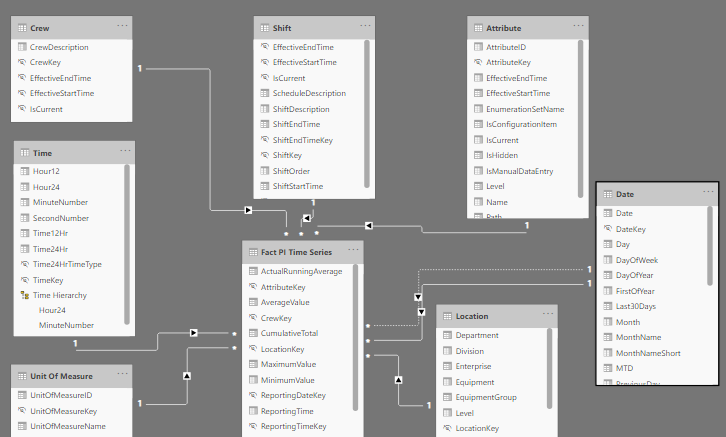 Crew
CrewDescription
CrewKey
EffectiveEndTime
EffectiveStartTime
IsCurrent
Shift
EffectiveEndTime
EffectiveStartTime
IsCurrent
ScheduleDescription
ShiftDescription
ShiftEndTime
ShiftEndTimeKey
ShiftKey
ShiftOrder
ShiftStartTime
Attribute
AttributeID
AttributeKey
EffectiveEndTime
EffectiveStartTime
EnumerationSetName
IsConfigurationItem
IsCurrent
IsHidden
IsManualDataEntry
Level
Name
Path
Time
Hour12
Hour24
MinuteNumber
SecondNumber
Time12Hr
Time24Hr
Time24HrTimeType
TimeKey
Time Hierarchy
Hour24
MinuteNumber
Date
Date
DateKey
Day
DayOfWeek
DayOfYear
FirstOfYear
Last30Days
Month
MonthName
MonthNameShort
MTD
PreviousDay
Fact PI Time Series
ActualRunningAverage
AttributeKey
AverageValue
CrewKey
CumulativeTotal
LocationKey
MaximumValue
MinimumValue
ReportingDateKey
ReportingTime
ReportingTimeKey
Location
Department
Division
Enterprise
Equipment
EquipmentGroup
Level
LocationKey
Unit Of Measure
UnitOfMeasureID
UnitOfMeasureKey
UnitOfMeasureName
1
1
1
1
1
1
1
1
*
*
*
*
*
*
*
*